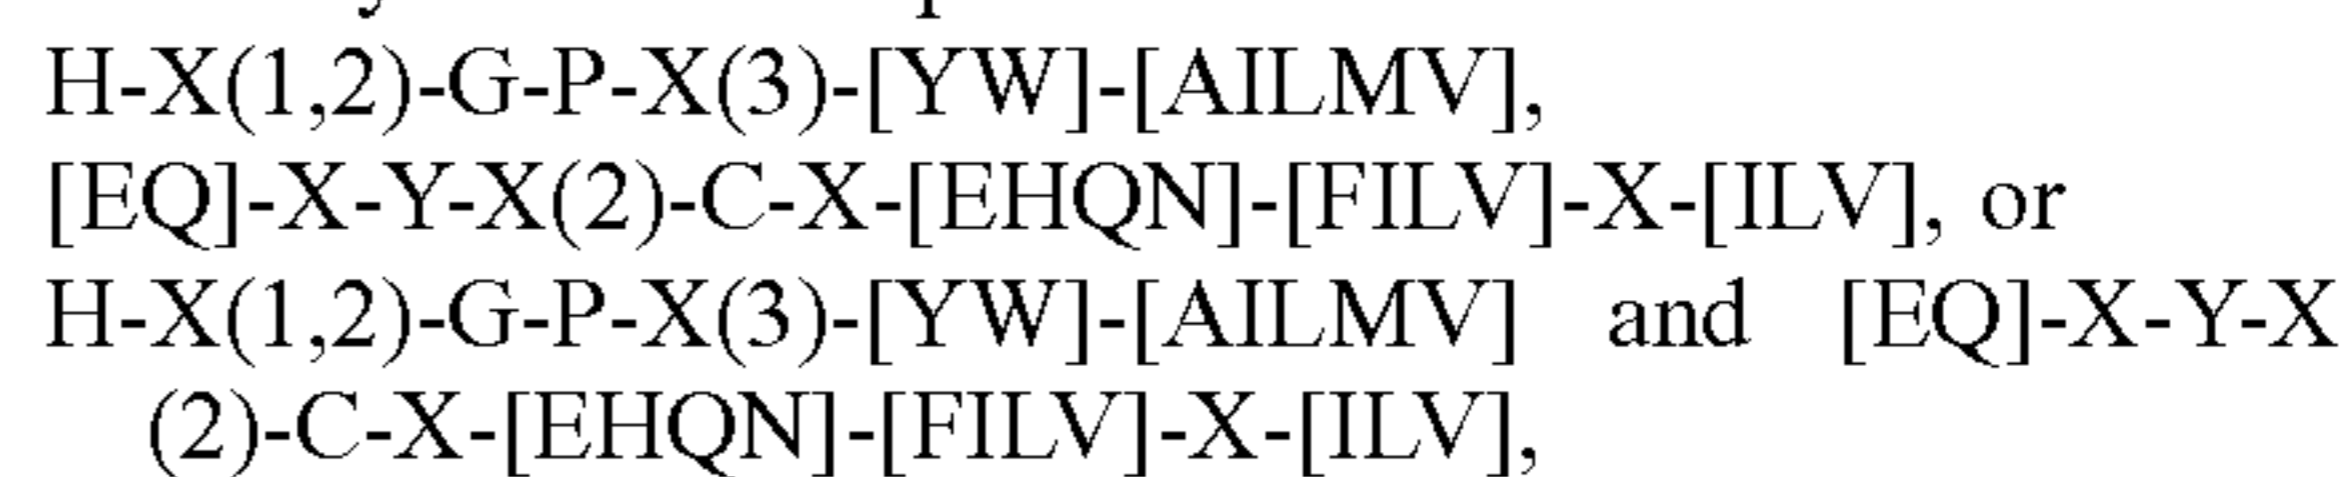 H-X(1,2)-G-P-X(3)-[YW]-[AILMV],
[EQ]-X-Y-X(2)-C-X-[EHQN]-[FILV]-X-[ILV], or
H-X(1,2)-G-P-X(3)-[YW]-[AILMV] and [EQ]-X-Y-X
(2)-C-X-[EHQN]-[FILV]-X-[ILV],